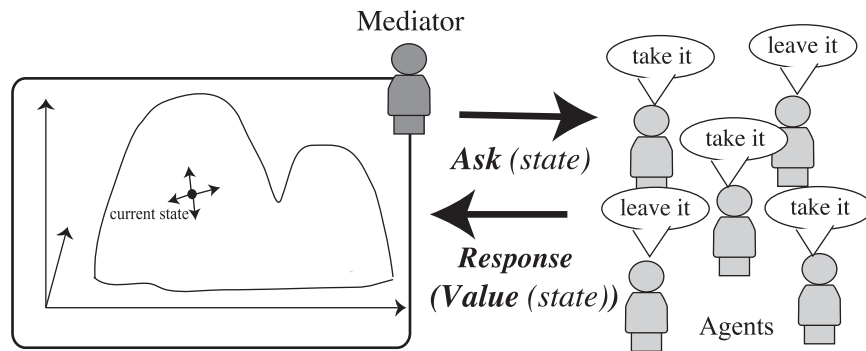 Mediator
current state
Ask (state)
Response
(Value (state))
take it
leave it
take it
leave it
take it
Agents